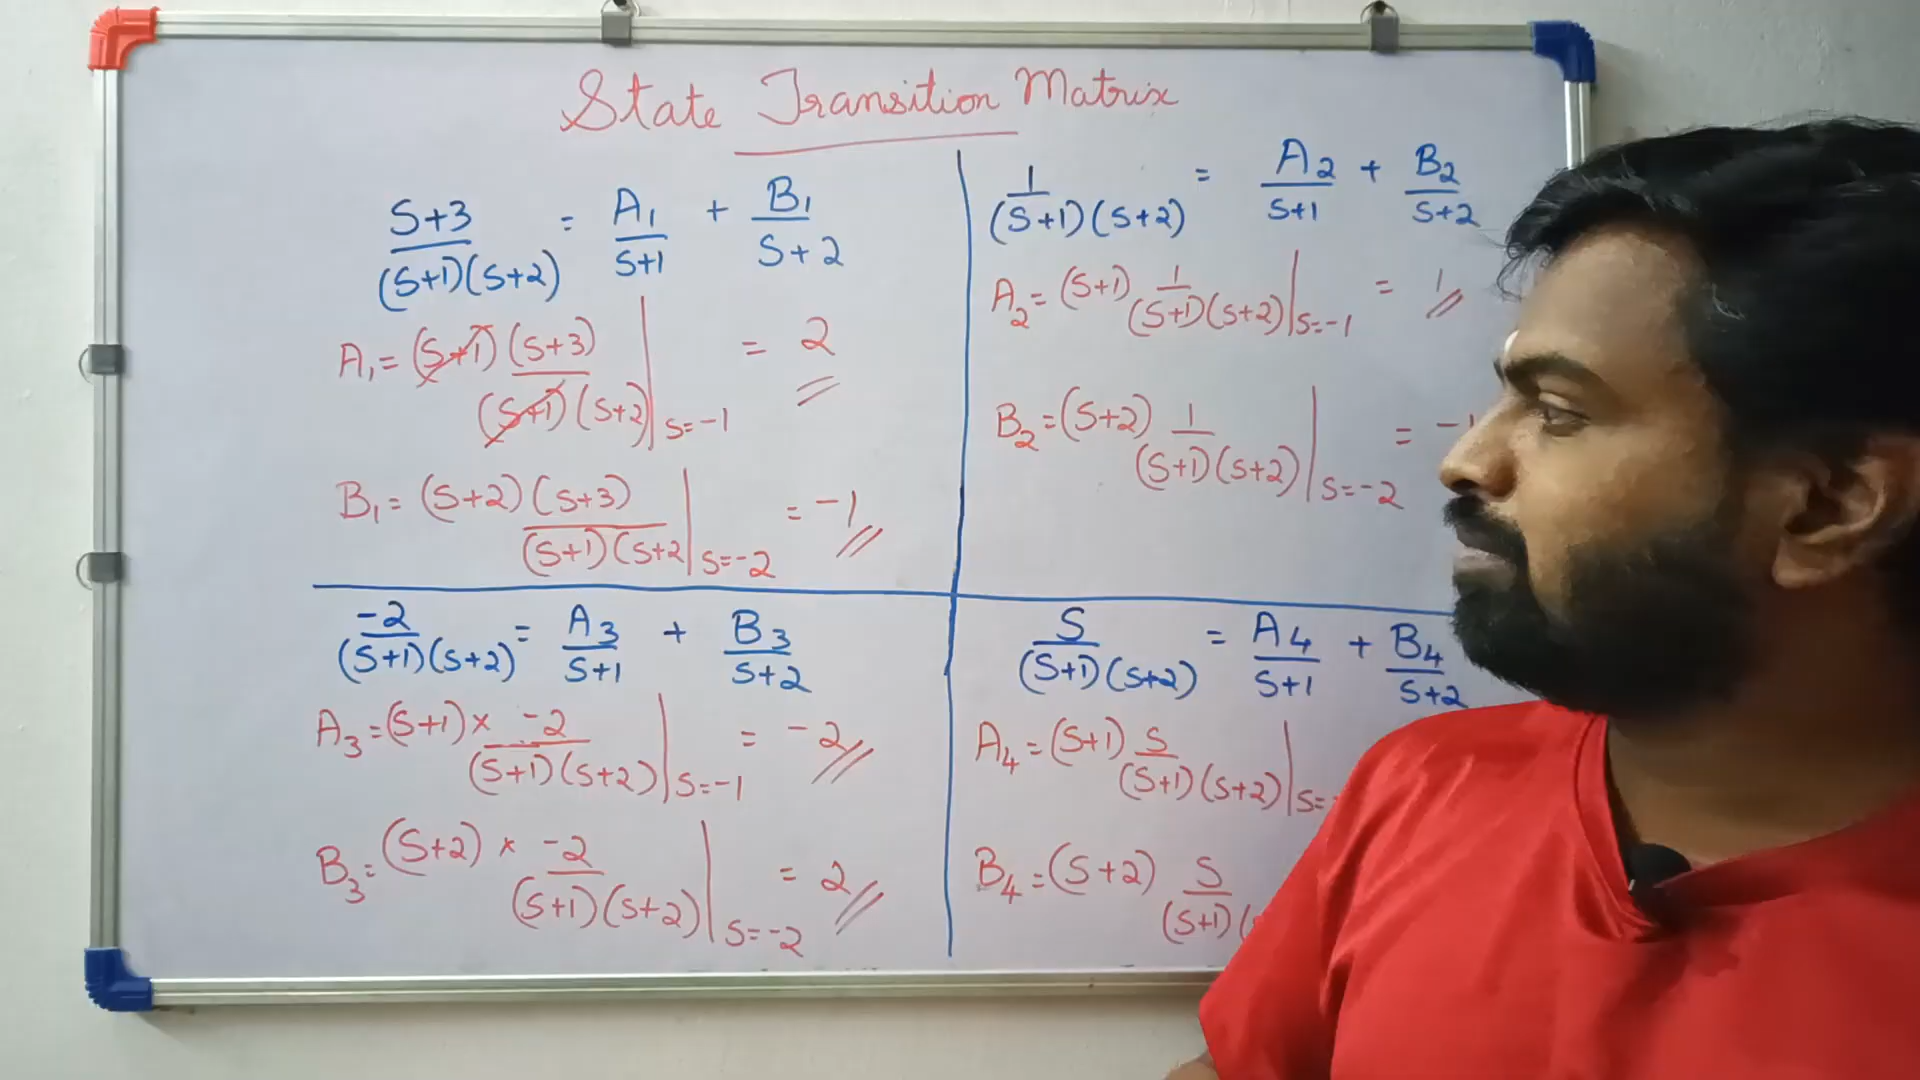 State Transition Matrix
S+3/(S+1)(S+2) = A1/S+1 + B1/S+2
A1 = (S+1) (S+3)/(S+1)(S+2) | S=-1 = 2
B1 = (S+2) (S+3)/(S+1)(S+2 | S=-2 = -1
1/(S+1)(S+2) = A2/S+1 + B2/S+2
A2 = (S+1) 1/(S+1)(S+2) | S=-1 = 1
B2 = (S+2) 1/(S+1)(S+2) | S=-2 = -1
-2/(S+1)(S+2) = A3/S+1 + B3/S+2
A3 = (S+1) × -2/(S+1)(S+2) | S=-1 = -2
B3 = (S+2) × -2/(S+1)(S+2) | S=-2 = 2
S/(S+1)(S+2) = A4/S+1 + B4/S+2
A4 = (S+1) S/(S+1)(S+2) | S=
B4 = (S+2) S/(S+1)(